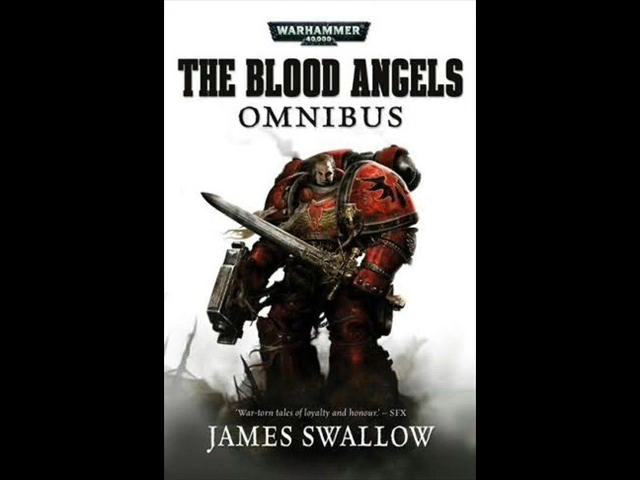 WARHAMMER
40,000
THE BLOOD ANGELS
OMNIBUS
'War-torn tales of loyalty and honour.' – SFX
JAMES SWALLOW